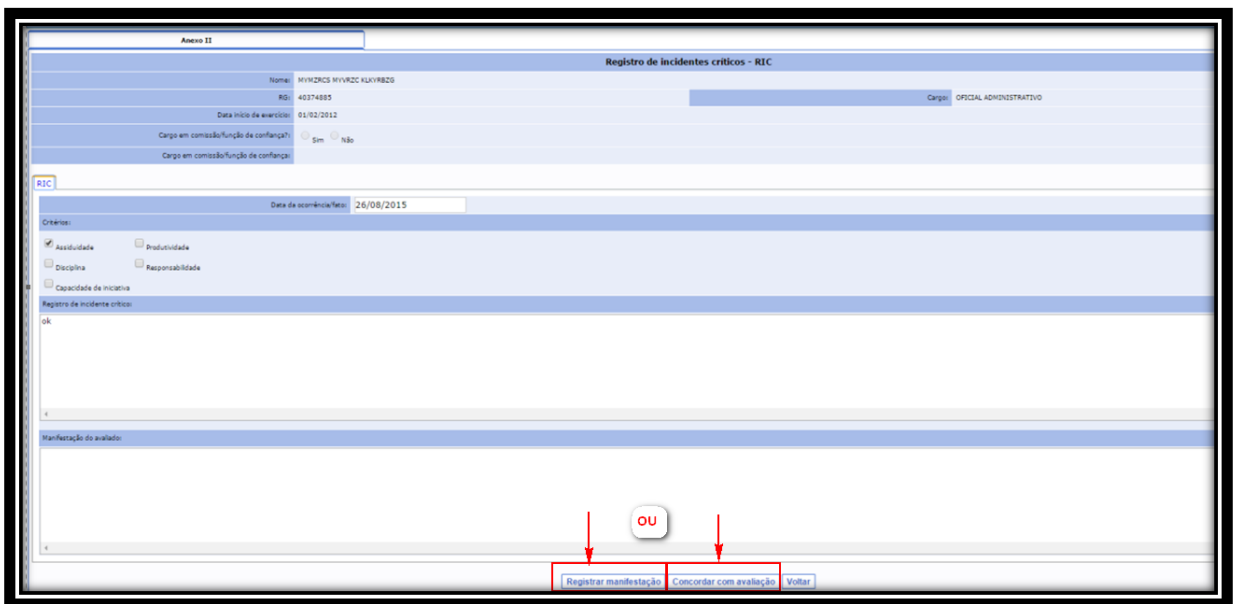 Anexo II
Registro de incidentes críticos - RIC
Nome: MYMZRCS MYVRZC KLKYRBZG
RG: 40374885 Cargo: OFICIAL ADMINISTRATIVO
Data início de exercício: 01/02/2012
Cargo em comissão/função de confiança?: Sim Não
Cargo em comissão/função de confiança:
RIC
Data da ocorrência/fato: 26/08/2015
Critérios:
Assiduidade Produtividade
Disciplina Responsabilidade
Capacidade de iniciativa
Registro de incidente crítico:
ok
Manifestação do avaliado:
OU
Registrar manifestação Concordar com avaliação Voltar